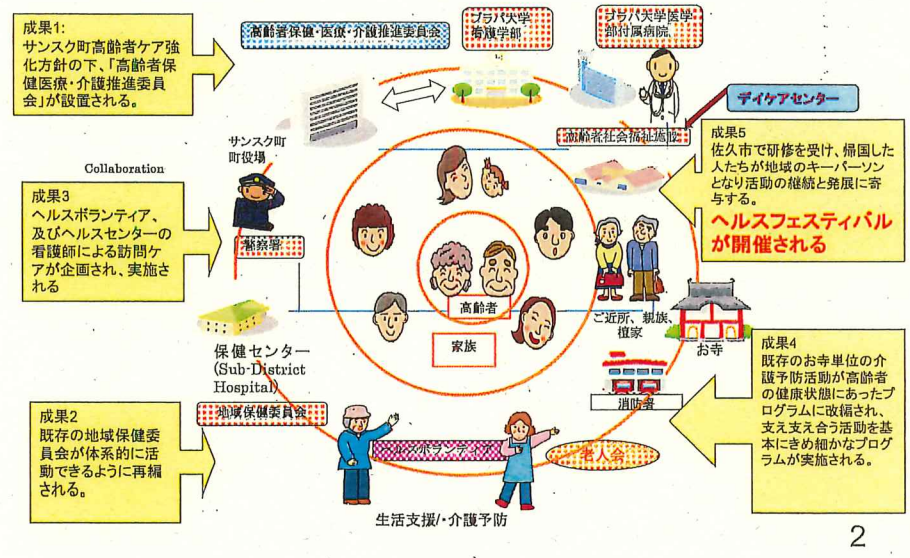 成果1:
サンスク町高齢者ケア強
化方針の下、「高齢者保
健医療・介護推進委員
会」が設置される。
高齢者保健・医療・介護推進委員会
ブラパ大学
看護学部
ブラパ大学医学
部付属病院
デイケアセンター
高齢者社会福祉施設
サンスク町
町役場
Collaboration
成果5
佐久市で研修を受け、帰国した
人たちが地域のキーパーソン
となり活動の継続と発展に寄
与する。
ヘルスフェスティバル
が開催される
成果3
ヘルスボランティア、
及びヘルスセンターの
看護師による訪問ケ
アが企画され、実施さ
れる
警察署
高齢者
家族
ご近所、親族、
檀家
お寺
保健センター
(Sub-District
Hospital)
消防署
成果4
既存のお寺単位の介
護予防活動が高齢者
の健康状態にあったプ
ログラムに改編され、
支え支え合う活動を基
本にきめ細かなプログ
ラムが実施される。
成果2
既存の地域保健委
員会が体系的に活
動できるように再編
される。
地域保健委員会
ヘルスボランティア
老人会
生活支援/・介護予防
2